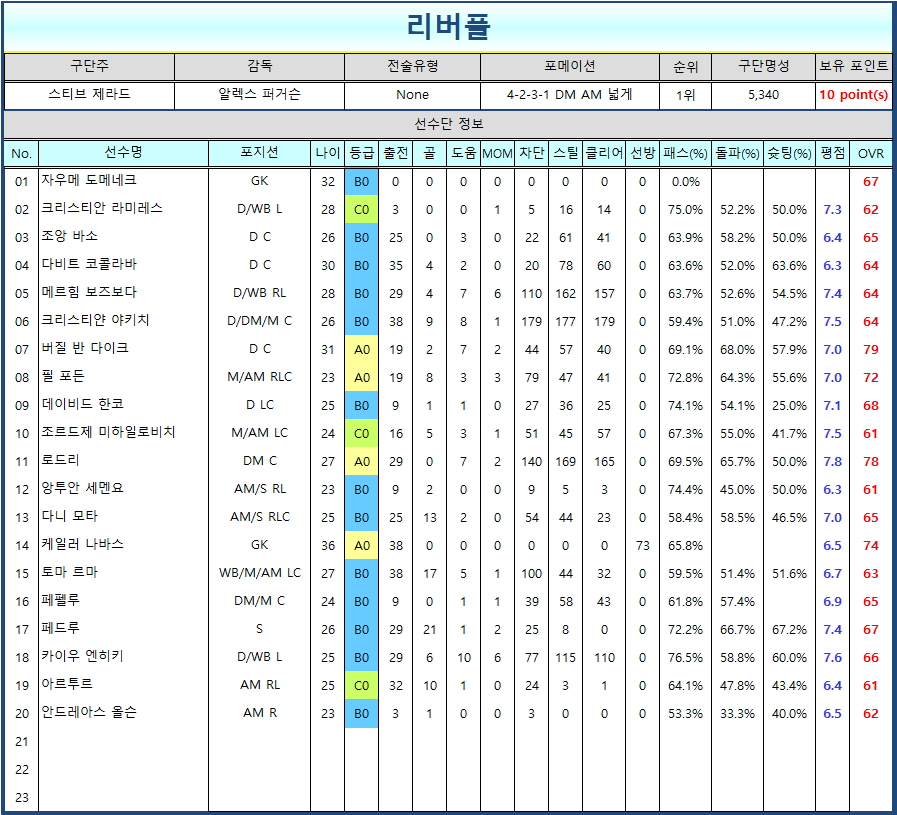 리버풀
구단주 감독 전술유형 포메이션 순위 구단명성 보유 포인트
스티브 제라드 알렉스 퍼거슨 None 4-2-3-1 DM AM 넓게 1위 5,340 10 point(s)
선수단 정보
No. 선수명 포지션 나이 등급 출전 골 도움 MOM 차단 스틸 클리어 선방 패스(%) 돌파(%) 슛팅(%) 평점 OVR
01 자우메 도메네크 GK 32 B0 0 0 0 0 0 0 0 0 0.0% 67
02 크리스티안 라미레스 D/WB L 28 C0 3 0 0 1 5 16 14 0 75.0% 52.2% 50.0% 7.3 62
03 조앙 바소 D C 26 B0 25 0 3 0 22 61 41 0 63.9% 58.2% 50.0% 6.4 65
04 다비트 코콜라바 D C 30 B0 35 4 2 0 20 78 60 0 63.6% 52.0% 63.6% 6.3 64
05 메르힘 보즈보다 D/WB RL 28 B0 29 4 7 6 110 162 157 0 63.7% 52.6% 54.5% 7.4 64
06 크리스티얀 야키치 D/DM/M C 26 B0 38 9 8 1 179 177 179 0 59.4% 51.0% 47.2% 7.5 64
07 버질 반 다이크 D C 31 A0 19 2 7 2 44 57 40 0 69.1% 68.0% 57.9% 7.0 79
08 필 포든 M/AM RLC 23 A0 19 8 3 3 79 47 41 0 72.8% 64.3% 55.6% 7.0 72
09 데이비드 한코 D LC 25 B0 9 1 1 0 27 36 25 0 74.1% 54.1% 25.0% 7.1 68
10 조르드제 미하일로비치 M/AM LC 24 C0 16 5 3 1 51 45 57 0 67.3% 55.0% 41.7% 7.5 61
11 로드리 DM C 27 A0 29 0 7 2 140 169 165 0 69.5% 65.7% 50.0% 7.8 78
12 앙투안 세멘요 AM/S RL 23 B0 9 2 0 0 9 5 3 0 74.4% 45.0% 50.0% 6.3 61
13 다니 모타 AM/S RLC 25 B0 25 13 2 0 54 44 23 0 58.4% 58.5% 46.5% 7.0 65
14 케일러 나바스 GK 36 A0 38 0 0 0 0 0 0 73 65.8% 6.5 74
15 토마 르마 WB/M/AM LC 27 B0 38 17 5 1 100 44 32 0 59.5% 51.4% 51.6% 6.7 63
16 페펠루 DM/M C 24 B0 9 0 1 1 39 58 43 0 61.8% 57.4% 6.9 65
17 페드루 S 26 B0 29 21 1 2 25 8 0 0 72.2% 66.7% 67.2% 7.4 67
18 카이우 엔히키 D/WB L 25 B0 29 6 10 6 77 115 110 0 76.5% 58.8% 60.0% 7.6 66
19 아르투르 AM RL 25 C0 32 10 1 0 24 3 1 0 64.1% 47.8% 43.4% 6.4 61
20 안드레아스 올슨 AM R 23 B0 3 1 0 0 3 0 0 0 53.3% 33.3% 40.0% 6.5 62
21
22
23